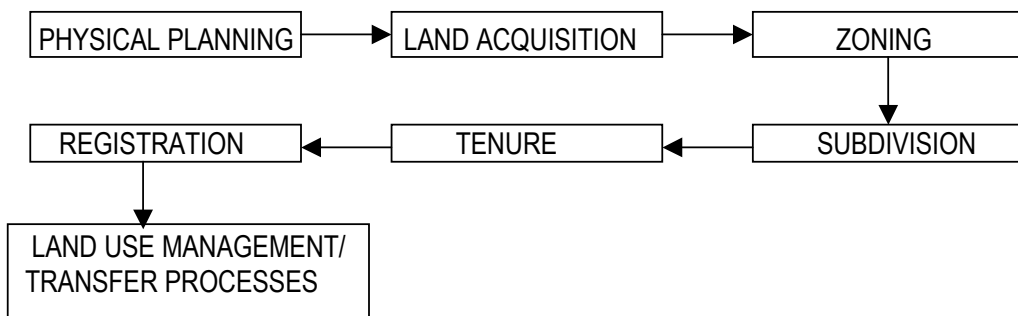 PHYSICAL PLANNING
LAND ACQUISITION
ZONING
SUBDIVISION
TENURE
REGISTRATION
LAND USE MANAGEMENT/
TRANSFER PROCESSES